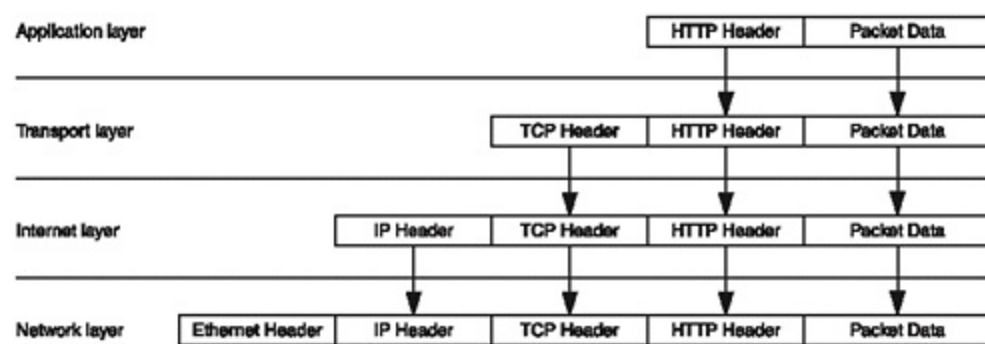 Application layer HTTP Header Packet Data
Transport layer TCP Header HTTP Header Packet Data
Internet layer IP Header TCP Header HTTP Header Packet Data
Network layer Ethernet Header IP Header TCP Header HTTP Header Packet Data